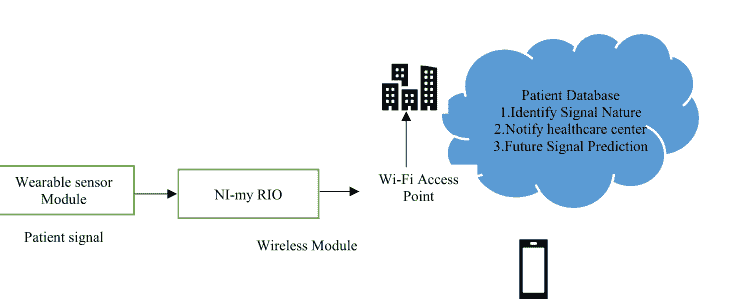 Patient Database
1.Identify Signal Nature
2.Notify healthcare center
3.Future Signal Prediction
Wi-Fi Access
Point
Wearable sensor
Module
NI-my RIO
Patient signal
Wireless Module